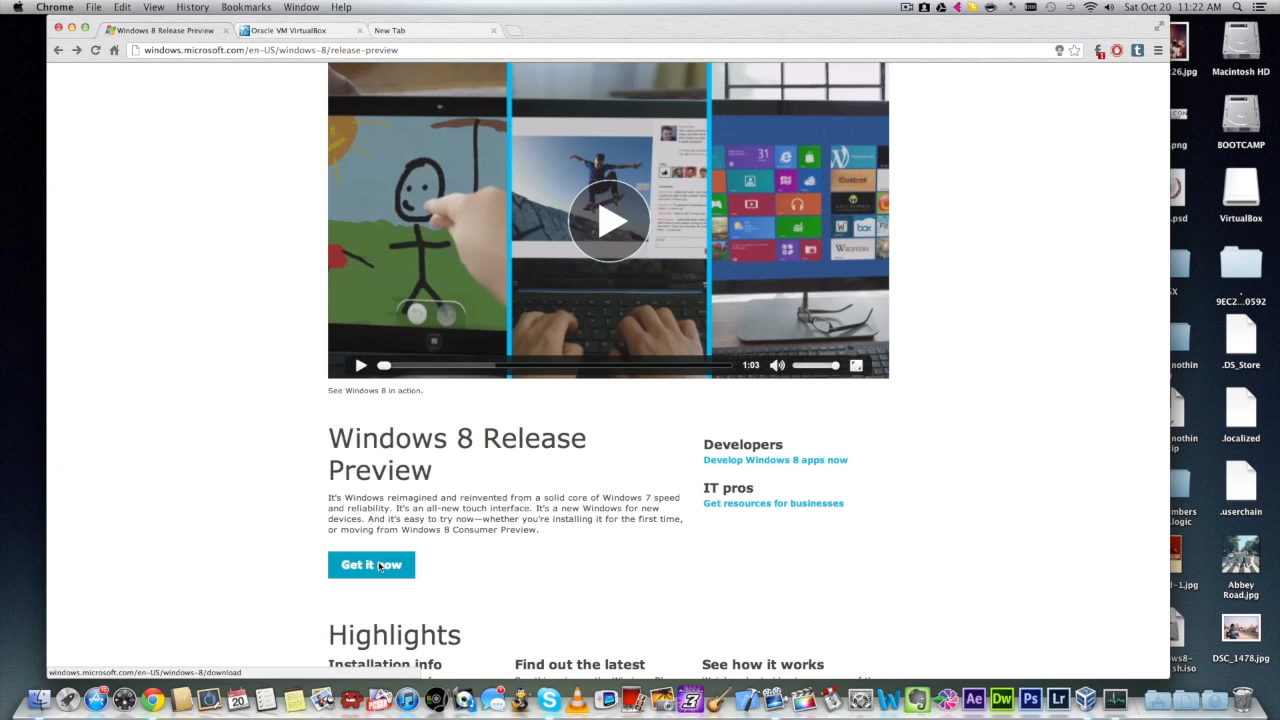 Chrome File Edit View History Bookmarks Window Help
Sat Oct 20 11:22 AM
Windows 8 Release Preview
Oracle VM VirtualBox
New Tab
windows.microsoft.com/en-US/windows-8/release-preview
26.jpg
Macintosh HD
.png
BOOTCAMP
.psd
VirtualBox
9EC2...0592
.DS_Store
.localized
.userchain
1:03
See Windows 8 in action.
Windows 8 Release
Preview
It's Windows reimagined and reinvented from a solid core of Windows 7 speed
and reliability. It's an all-new touch interface. It's a new Windows for new
devices. And it's easy to try now—whether you're installing it for the first time,
or moving from Windows 8 Consumer Preview.
Get it now
Developers
Develop Windows 8 apps now
IT pros
Get resources for businesses
Highlights
Installation info
Find out the latest
See how it works
windows.microsoft.com/en-US/windows-8/download
Abbey
Road.jpg
DSC_1478.jpg